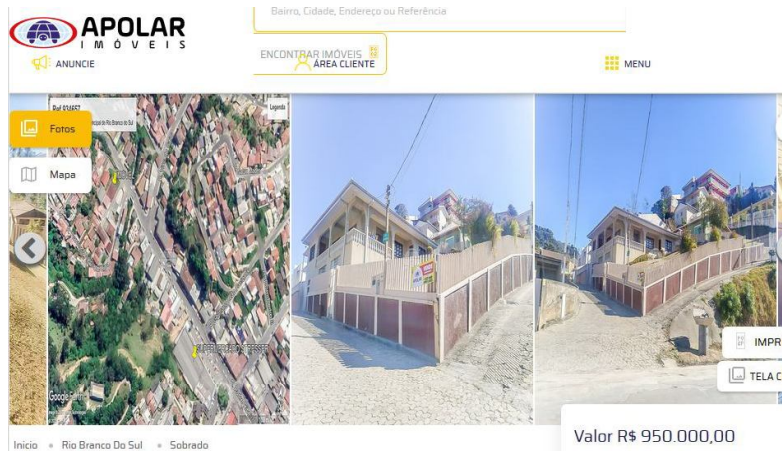 APOLAR
IMÓVEIS
Bairro, Cidade, Endereço ou Referência
ENCONTRAR IMÓVEIS
ANUNCIE
ÁREA CLIENTE
MENU
Legenda
Fotos
Mapa
Google Earth
IMPR
TELA C
Valor R$ 950.000,00
Inicio • Rio Branco Do Sul • Sobrado